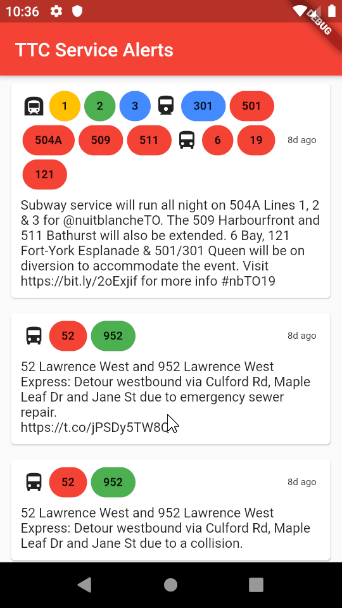 10:36
DEBUG
TTC Service Alerts
1 2 3 301 501
504A 509 511 6 19 8d ago
121
Subway service will run all night on 504A Lines 1, 2
& 3 for @nuitblancheTO. The 509 Harbourfront and
511 Bathurst will also be extended. 6 Bay, 121
Fort-York Esplanade & 501/301 Queen will be on
diversion to accommodate the event. Visit
https://bit.ly/2oExjif for more info #nbTO19
52 952 8d ago
52 Lawrence West and 952 Lawrence West
Express: Detour westbound via Culford Rd, Maple
Leaf Dr and Jane St due to emergency sewer
repair.
52 952 8d ago
52 Lawrence West and 952 Lawrence West
Express: Detour westbound via Culford Rd, Maple
Leaf Dr and Jane St due to a collision.